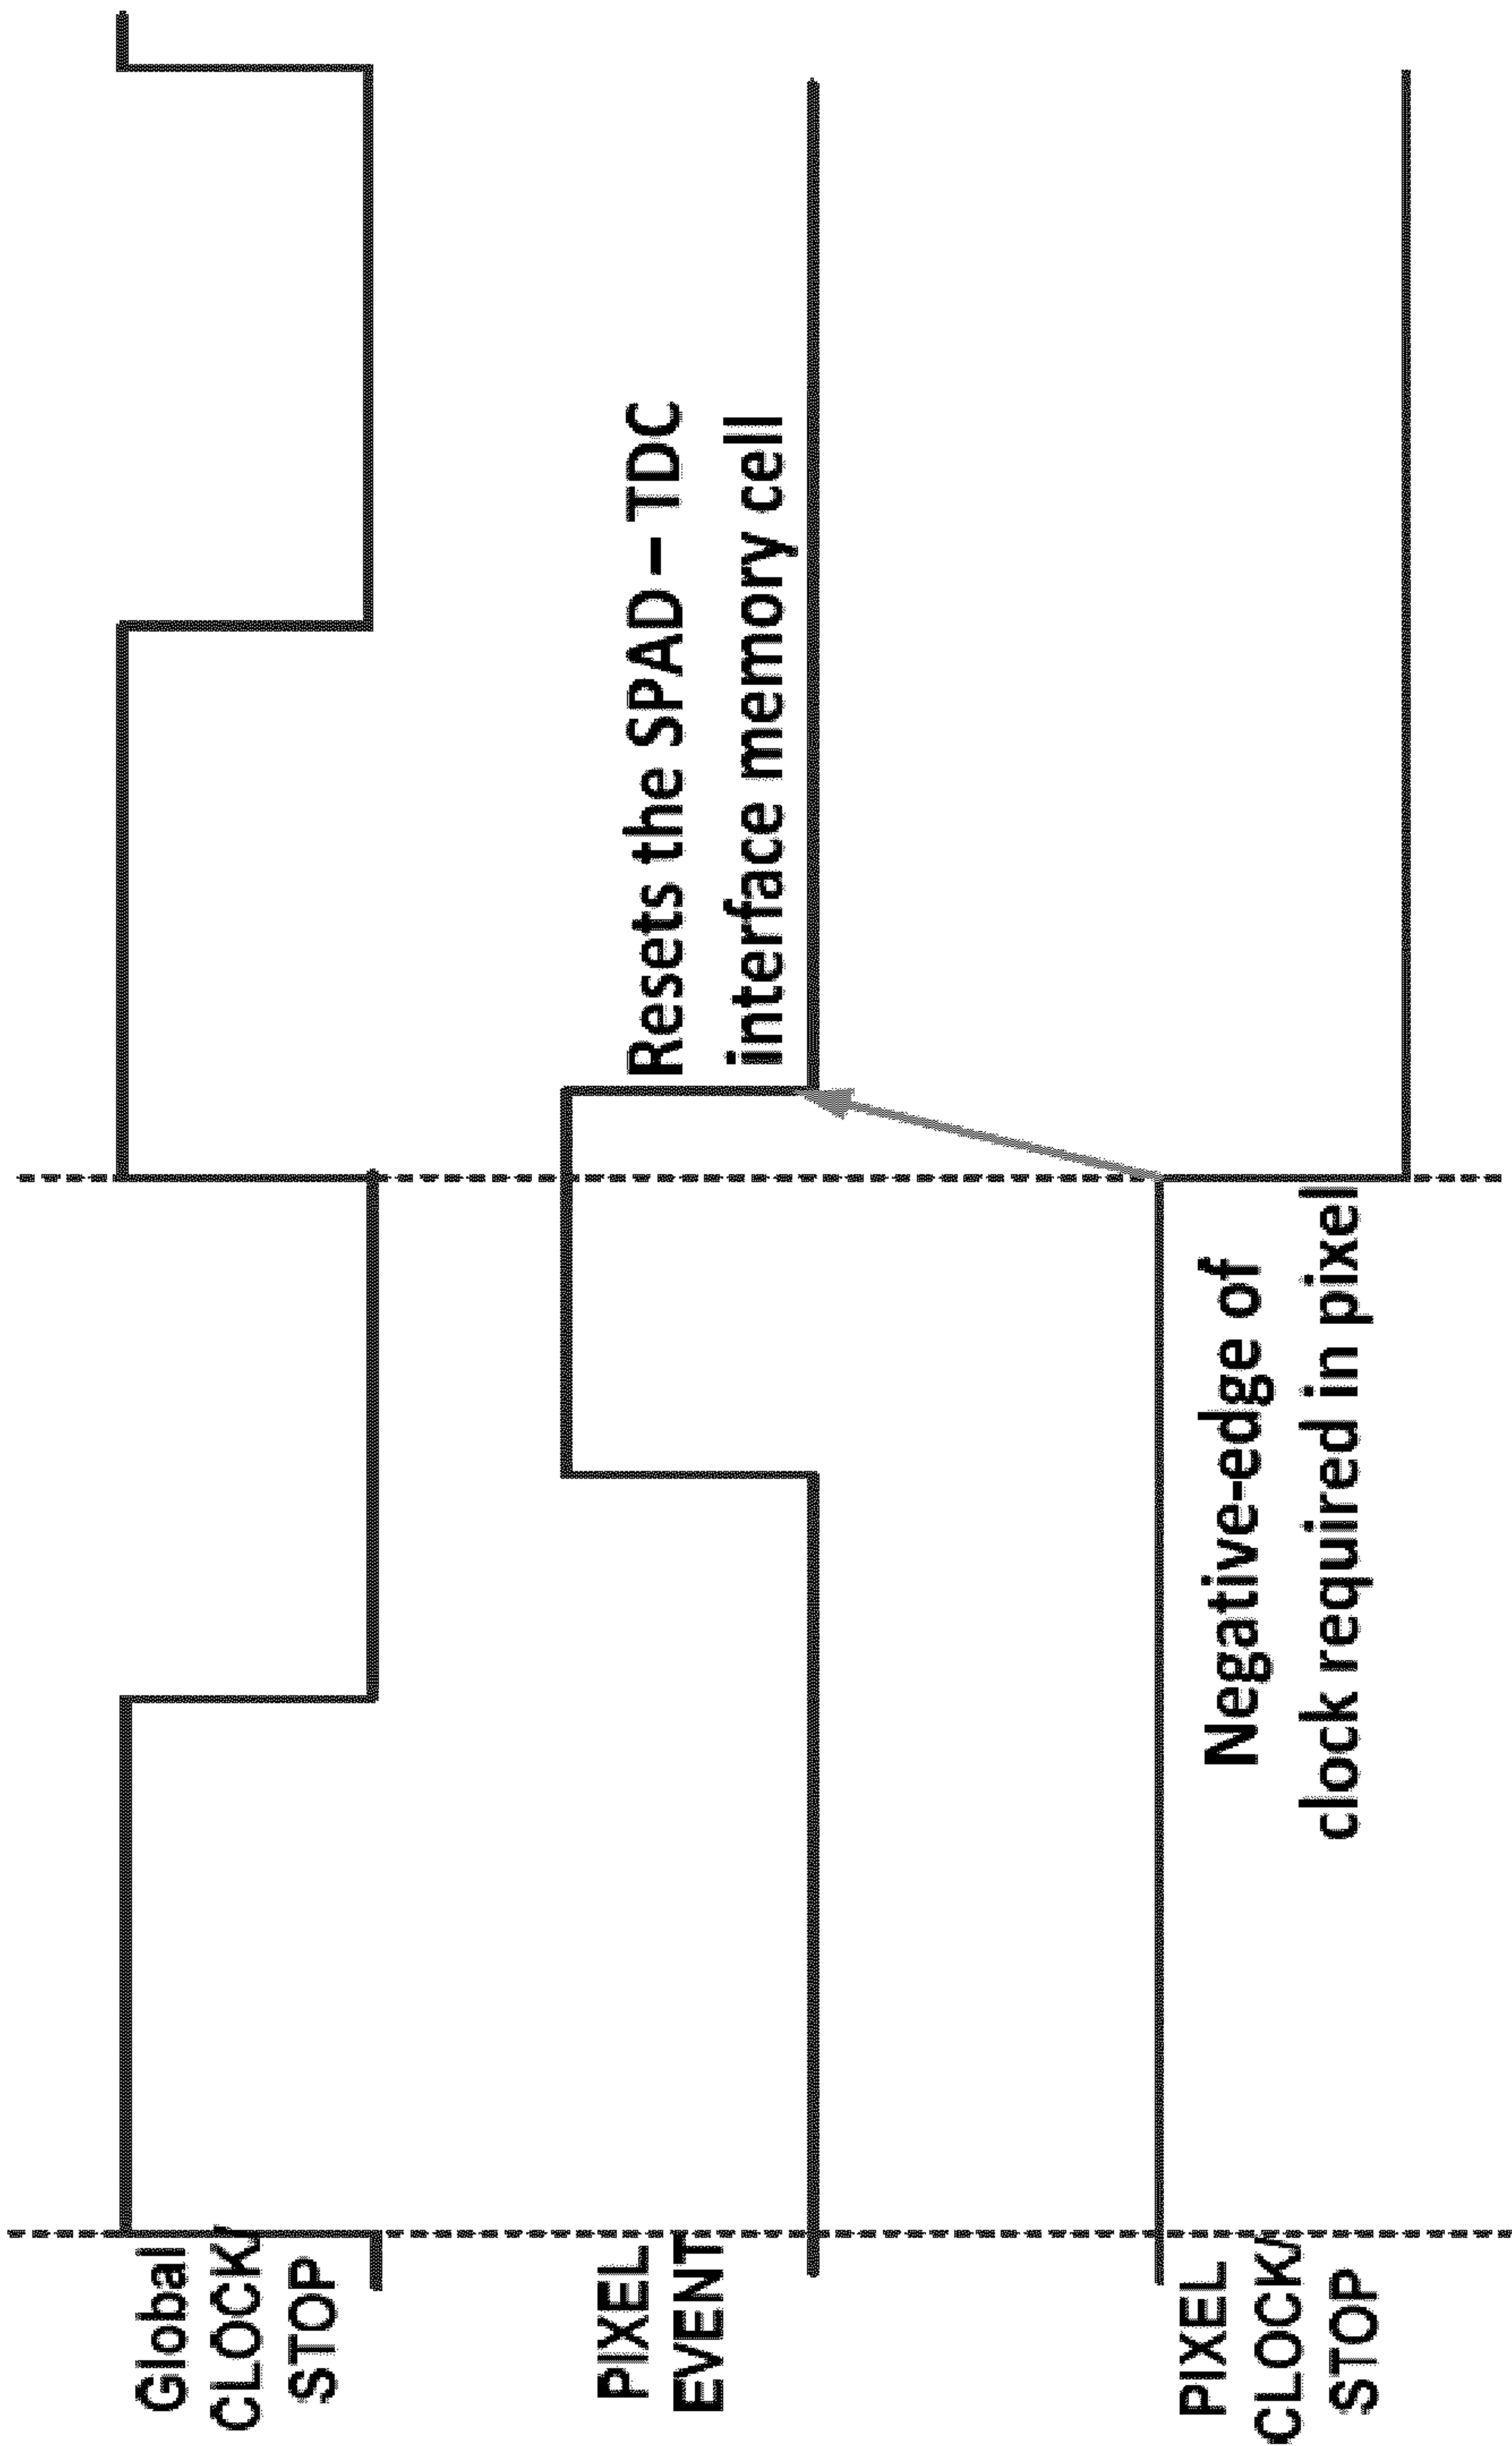 Global
CLOCK/
STOP
PIXEL
EVENT
Resets the SPAD – TDC
interface memory cell
PIXEL
CLOCK/
STOP
Negative-edge of
clock required in pixel